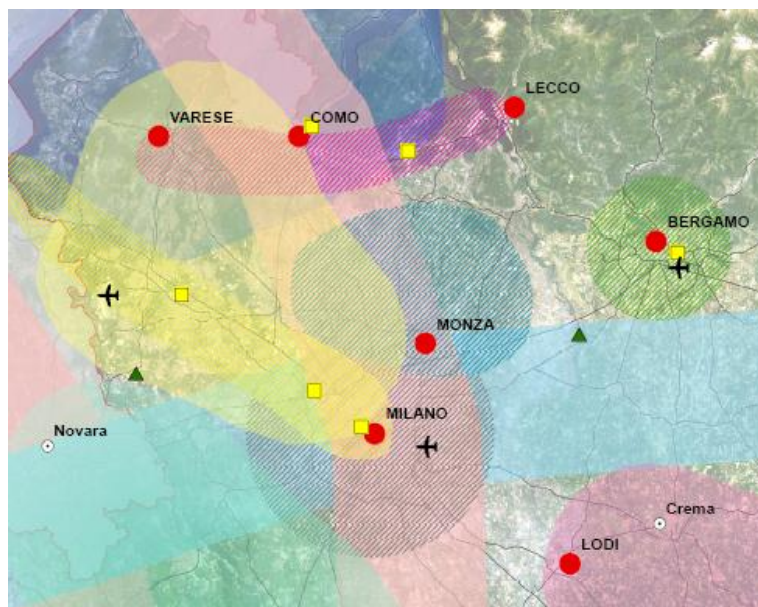 LECCO
VARESE
COMO
BERGAMO
MONZA
MILANO
Novara
Crema
LODI